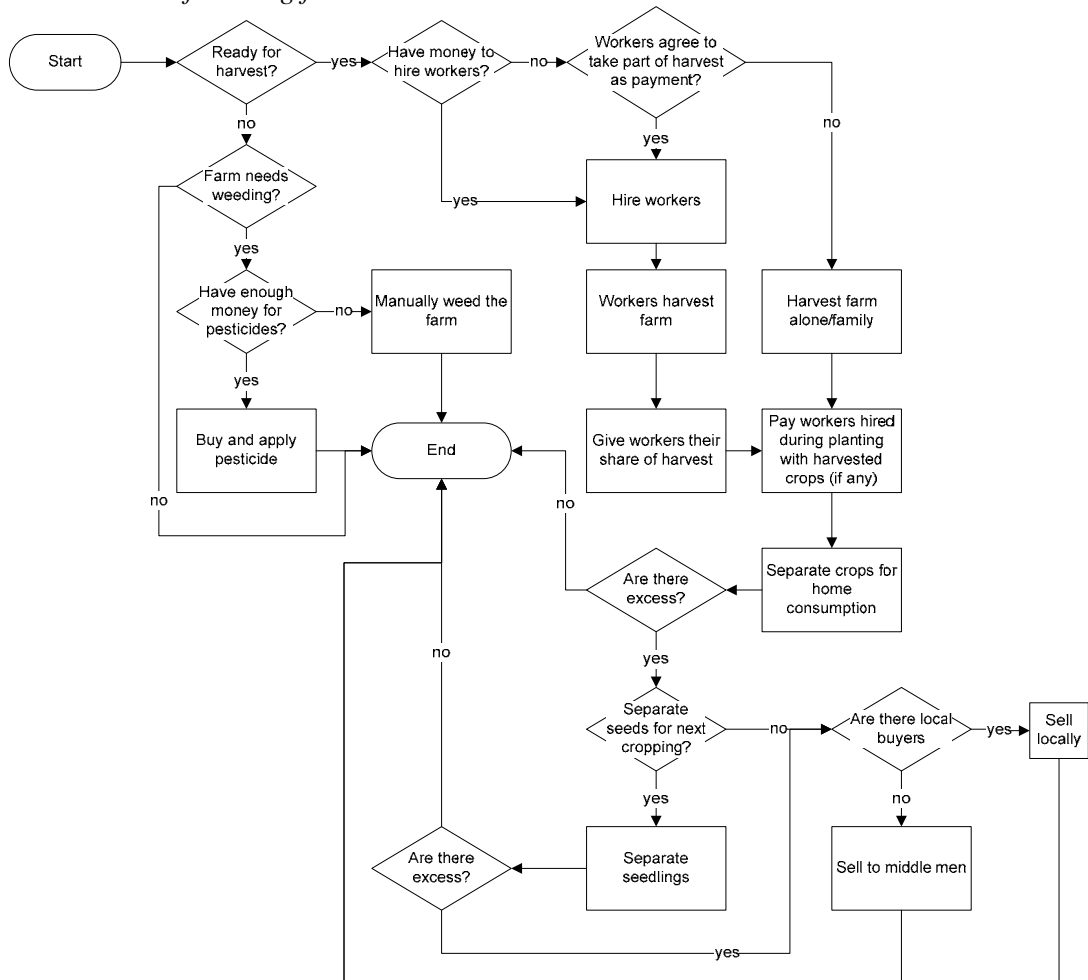 Start
Ready for
harvest?
yes
Have money to
hire workers?
no
Workers agree to
take part of harvest
as payment?
no
no
yes
Farm needs
weeding?
yes
Hire workers
yes
Have enough
money for
pesticides?
no
Manually weed the
farm
Workers harvest
farm
Harvest farm
alone/family
yes
Buy and apply
pesticide
End
Give workers their
share of harvest
Pay workers hired
during planting
with harvested
crops (if any)
no
no
Are there
excess?
Separate crops for
home
consumption
no
yes
Separate
seeds for next
cropping?
no
Are there local
buyers
yes
Sell
locally
yes
no
Are there
excess?
Separate
seedlings
Sell to middle men
yes